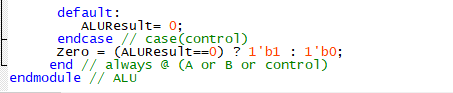 default:
ALUResult= 0;
endcase // case(control)
Zero = (ALUResult==0) ? 1'b1 : 1'b0;
end // always @ (A or B or control)
endmodule // ALU